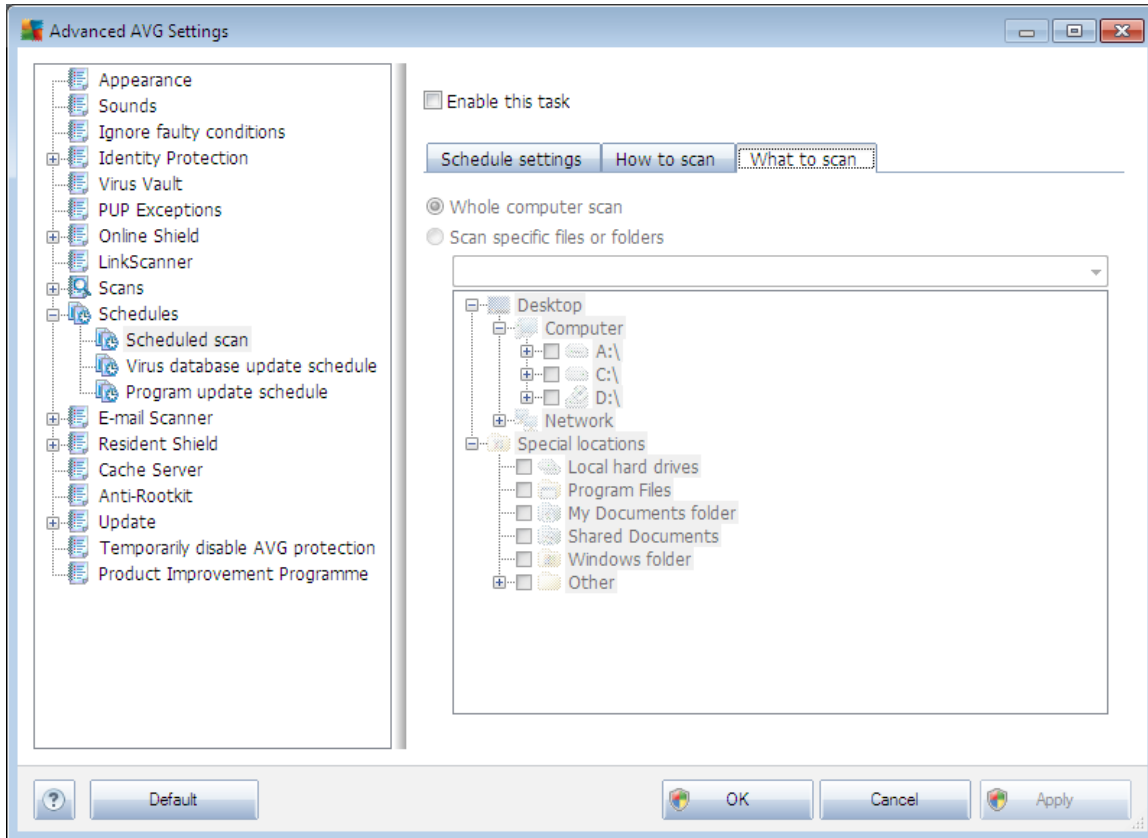 Advanced AVG Settings
Appearance
Sounds
Ignore faulty conditions
Identity Protection
Virus Vault
PUP Exceptions
Online Shield
LinkScanner
Scans
Schedules
Scheduled scan
Virus database update schedule
Program update schedule
E-mail Scanner
Resident Shield
Cache Server
Anti-Rootkit
Update
Temporarily disable AVG protection
Product Improvement Programme
Enable this task
Schedule settings
How to scan
What to scan
Whole computer scan
Scan specific files or folders
Desktop
Computer
A:\
C:\
D:\
Network
Special locations
Local hard drives
Program Files
My Documents folder
Shared Documents
Windows folder
Other
?
Default
OK
Cancel
Apply